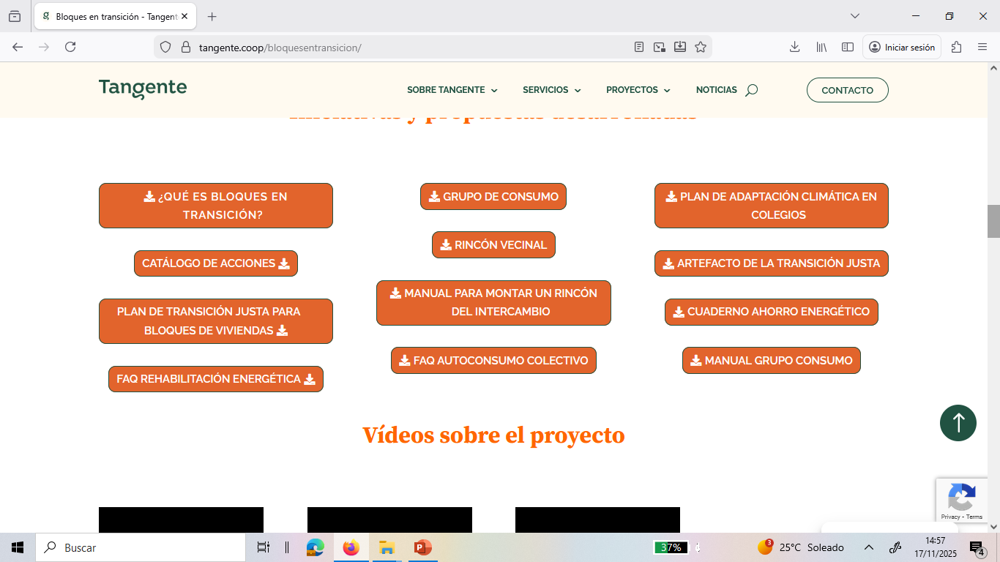 Bloques en transición - Tangent
tangente.coop/bloquesentransicion/
Iniciar sesión
Tangente
SOBRE TANGENTE
SERVICIOS
PROYECTOS
NOTICIAS
CONTACTO
Iniciativas y propuestas desarrolladas
¿QUÉ ES BLOQUES EN
TRANSICIÓN?
CATÁLOGO DE ACCIONES
PLAN DE TRANSICIÓN JUSTA PARA
BLOQUES DE VIVIENDAS
FAQ REHABILITACIÓN ENERGÉTICA
GRUPO DE CONSUMO
RINCÓN VECINAL
MANUAL PARA MONTAR UN RINCÓN
DEL INTERCAMBIO
FAQ AUTOCONSUMO COLECTIVO
PLAN DE ADAPTACIÓN CLIMÁTICA EN
COLEGIOS
ARTEFACTO DE LA TRANSICIÓN JUSTA
CUADERNO AHORRO ENERGÉTICO
MANUAL GRUPO CONSUMO
Vídeos sobre el proyecto
Privacy - Terms
Buscar
37%
3
25°C Soleado
14:57
17/11/2025
4